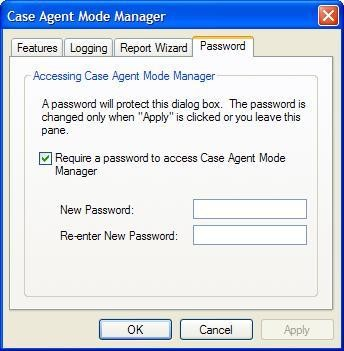 Case Agent Mode Manager
Features Logging Report Wizard Password
Accessing Case Agent Mode Manager
A password will protect this dialog box. The password is
changed only when "Apply" is clicked or you leave this
pane.
Require a password to access Case Agent Mode
Manager
New Password:
Re-enter New Password:
OK Cancel Apply